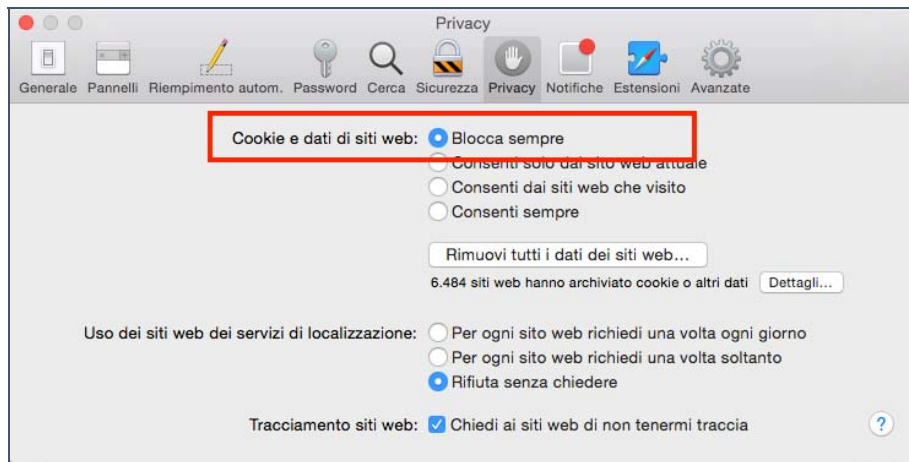 Privacy
Generale Pannelli Riempimento autom. Password Cerca Sicurezza Privacy Notifiche Estensioni Avanzate
Cookie e dati di siti web: Blocca sempre
Consenti solo dal sito web attuale
Consenti dai siti web che visito
Consenti sempre
Rimuovi tutti i dati dei siti web...
6.484 siti web hanno archiviato cookie o altri dati Dettagli...
Uso dei siti web dei servizi di localizzazione: Per ogni sito web richiedi una volta ogni giorno
Per ogni sito web richiedi una volta soltanto
Rifiuta senza chiedere
Tracciamento siti web: Chiedi ai siti web di non tenermi traccia ?